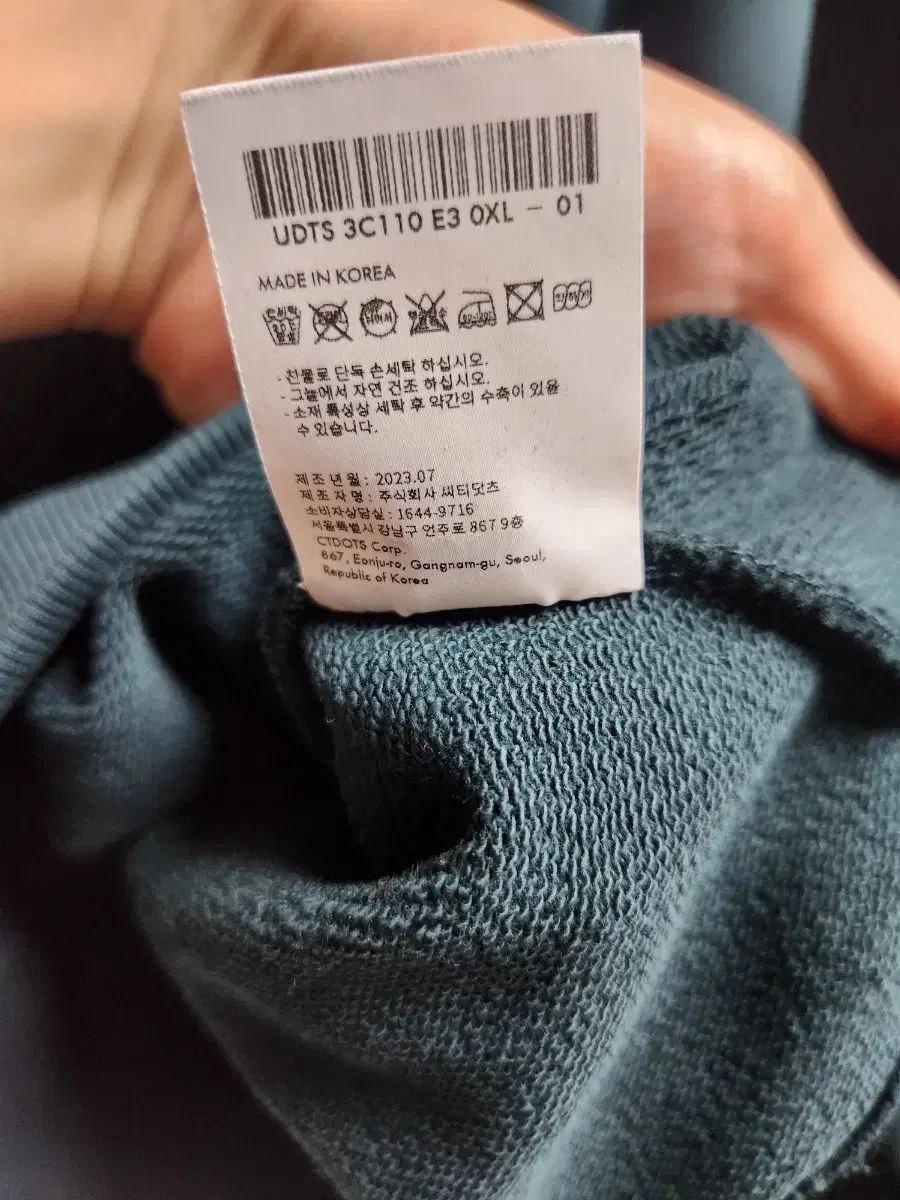 UDTS 3C110 E3 0XL - 01
MADE IN KOREA
- 찬물로 단독 손세탁 하십시오.
- 그늘에서 자연 건조 하십시오.
- 소재 특성상 세탁 후 약간의 수축이 있을
수 있습니다.
제 조 년 월 : 2023.07
제 조 자 명 : 주식회사 씨티닷츠
소비자상담실 : 1644-9716
서울특별시 강남구 언주로 867 9층
CTDOTS Corp.
867, Eonju-ro, Gangnam-gu, Seoul,
Republic of Korea